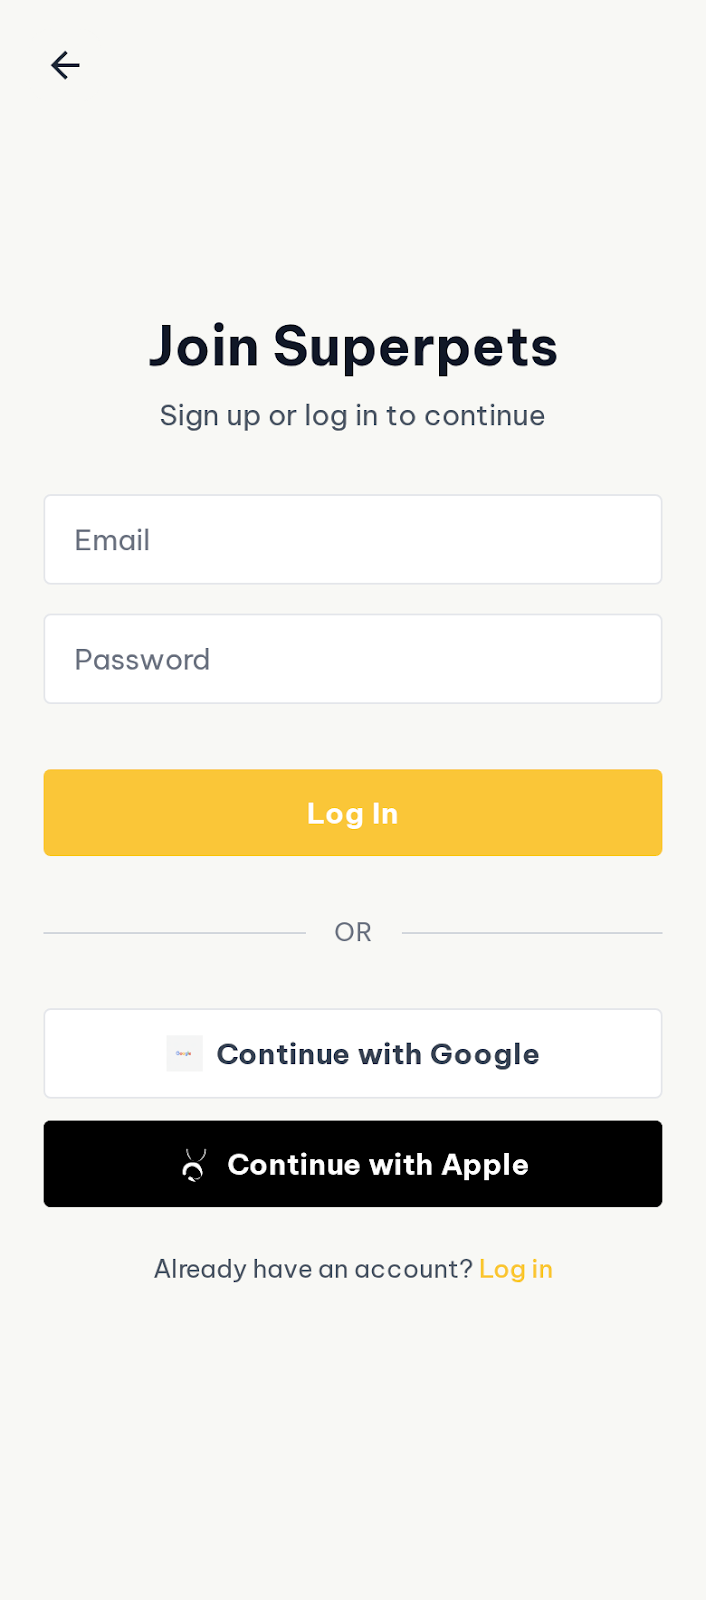 Join Superpets
Sign up or log in to continue
Email
Password
Log In
OR
Google Continue with Google
Continue with Apple
Already have an account? Log in